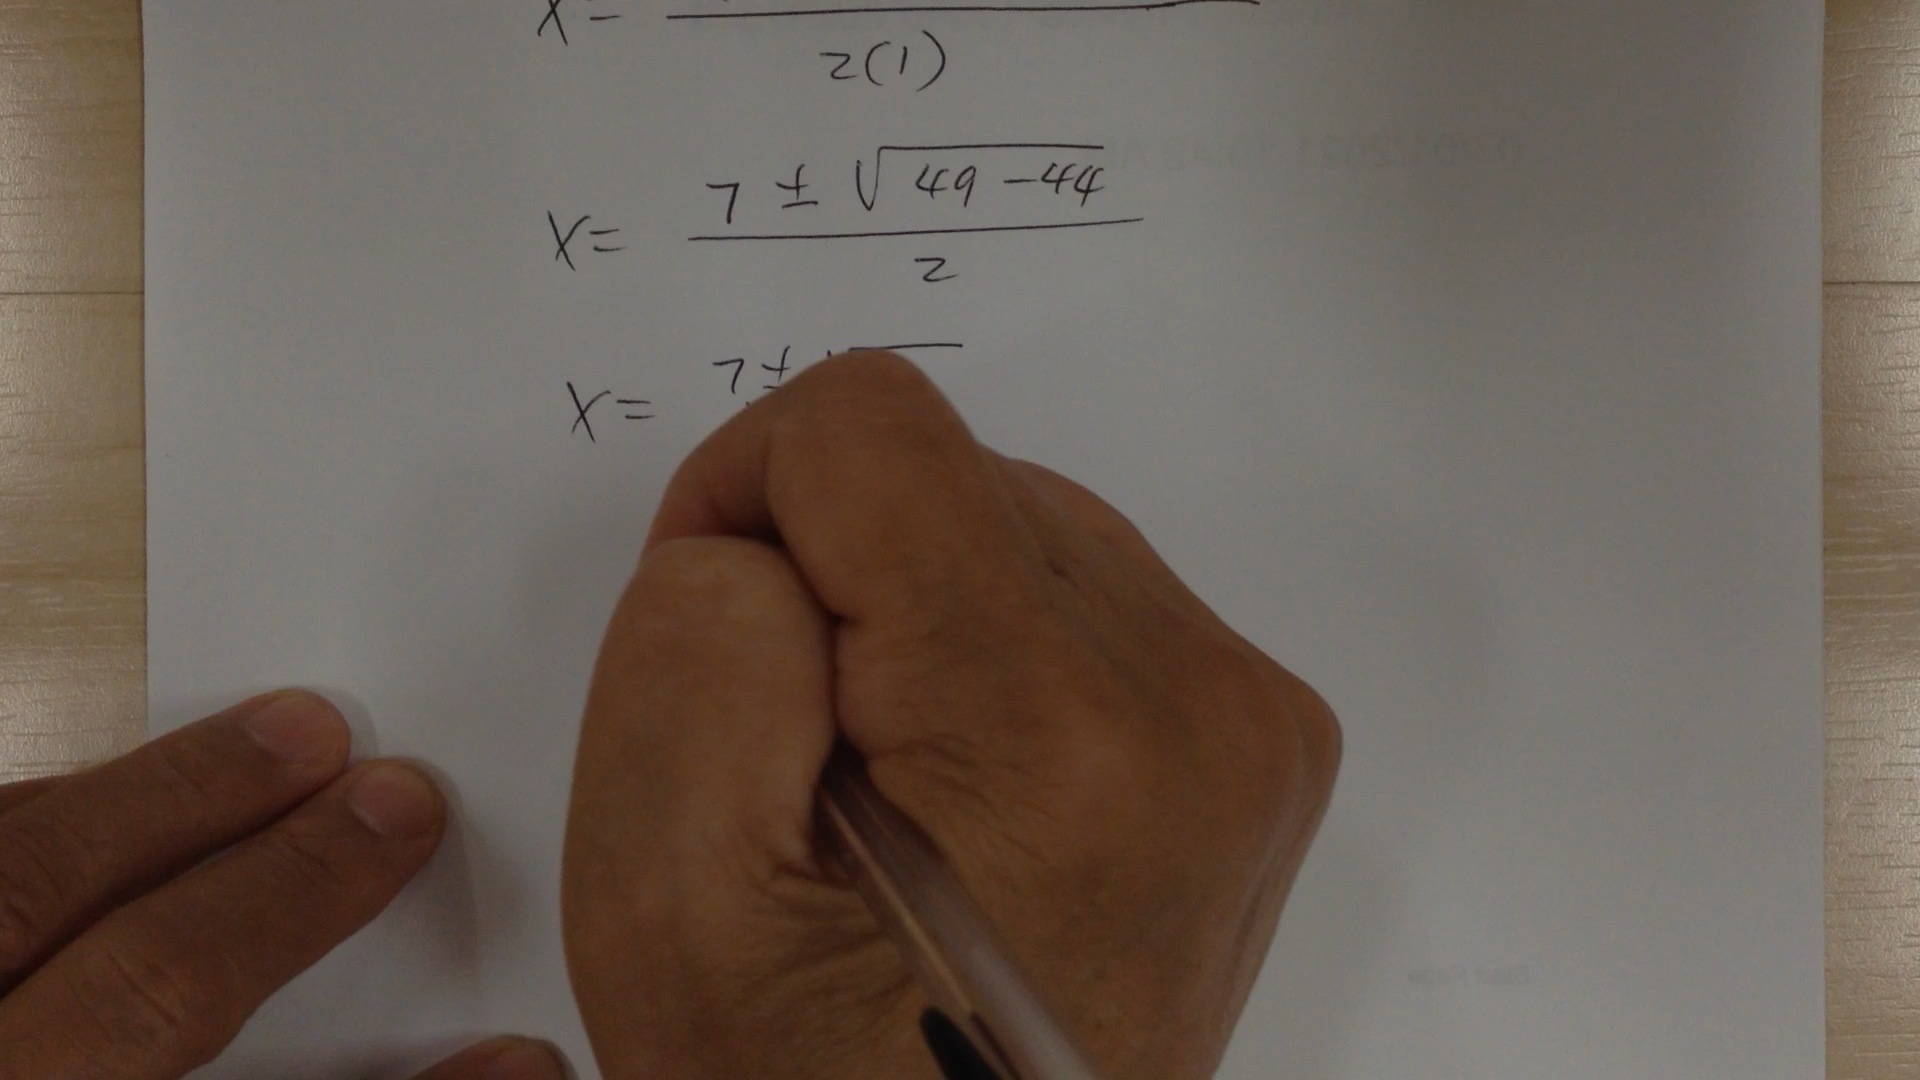 x =
2(1)
7 ± √49 - 44
x =
2
7 ± √
x =